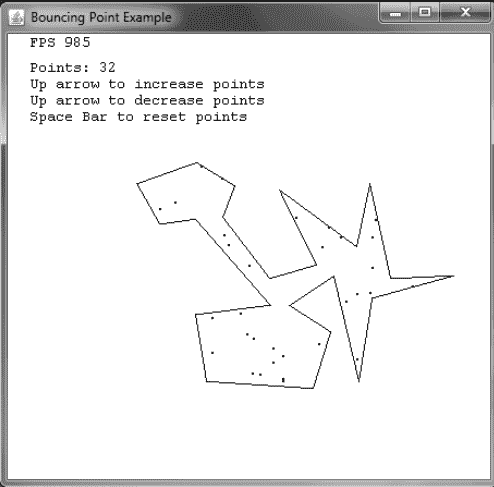 Bouncing Point Example
FPS 985
Points: 32
Up arrow to increase points
Up arrow to decrease points
Space Bar to reset points